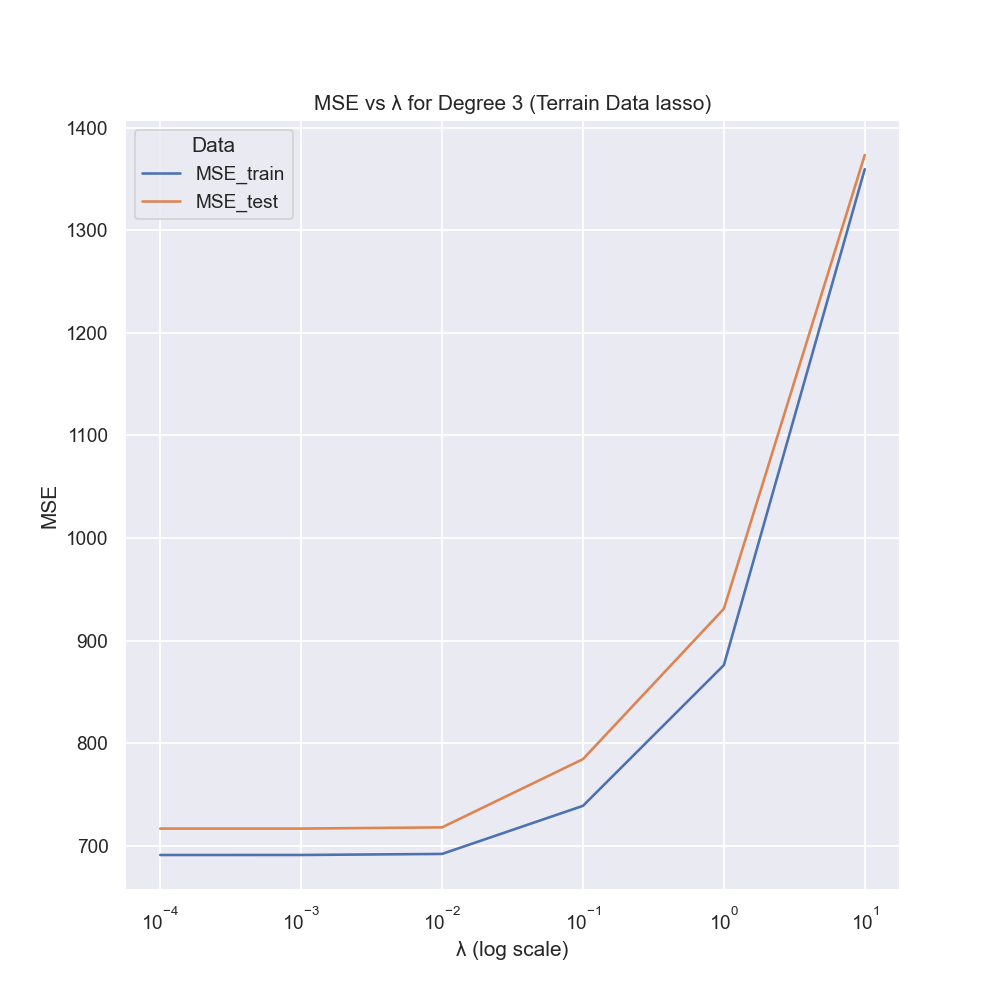 MSE vs λ for Degree 3 (Terrain Data lasso)
Data
MSE_train
MSE_test
1400
1300
1200
1100
1000
900
800
700
MSE
10⁻⁴ 10⁻³ 10⁻² 10⁻¹ 10⁰ 10¹
λ (log scale)